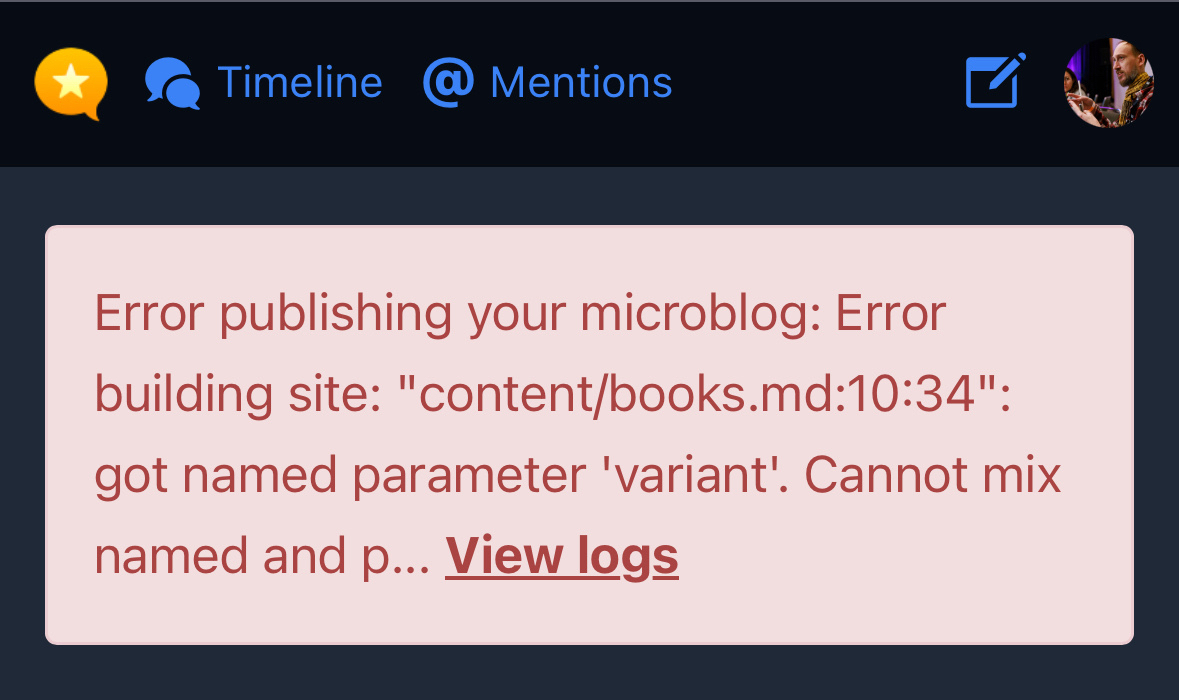 Timeline @ Mentions
Error publishing your microblog: Error
building site: "content/books.md:10:34":
got named parameter 'variant'. Cannot mix
named and p... View logs